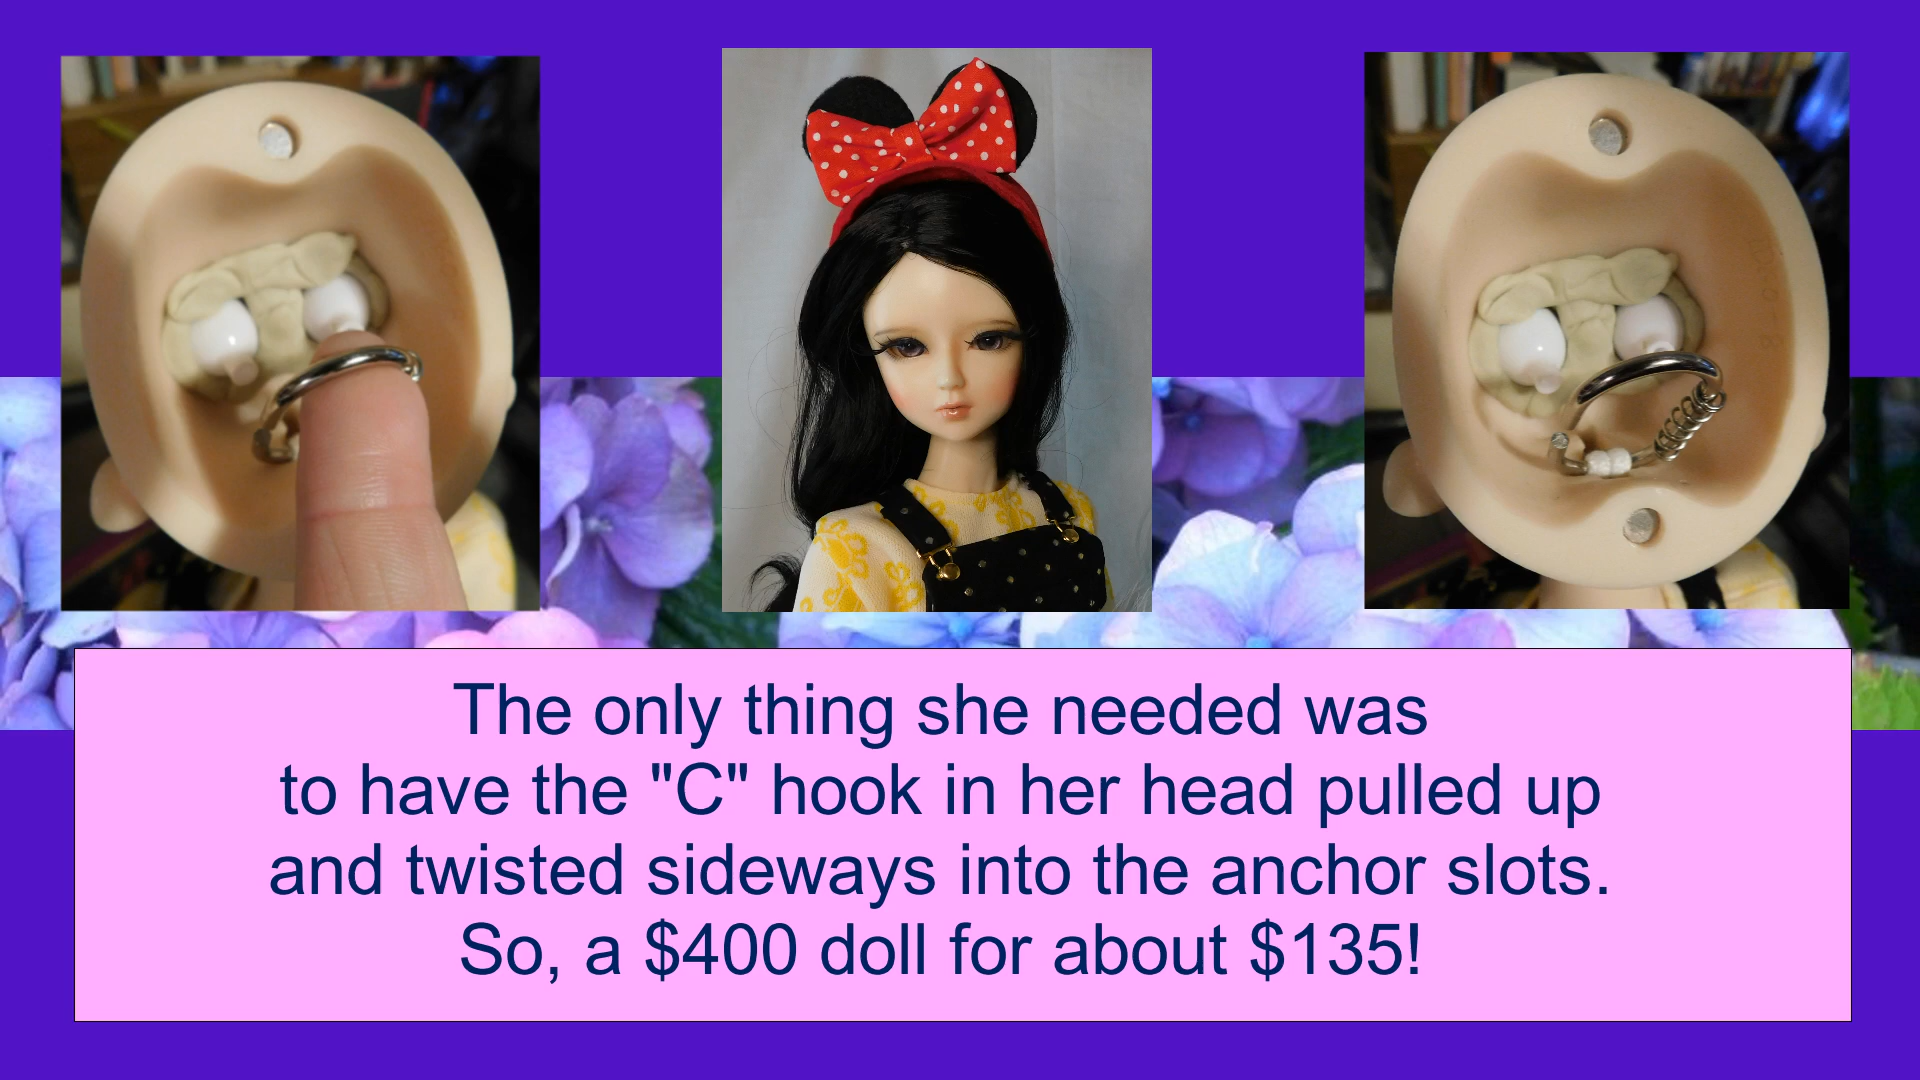 The only thing she needed was
to have the "C" hook in her head pulled up
and twisted sideways into the anchor slots.
So, a $400 doll for about $135!